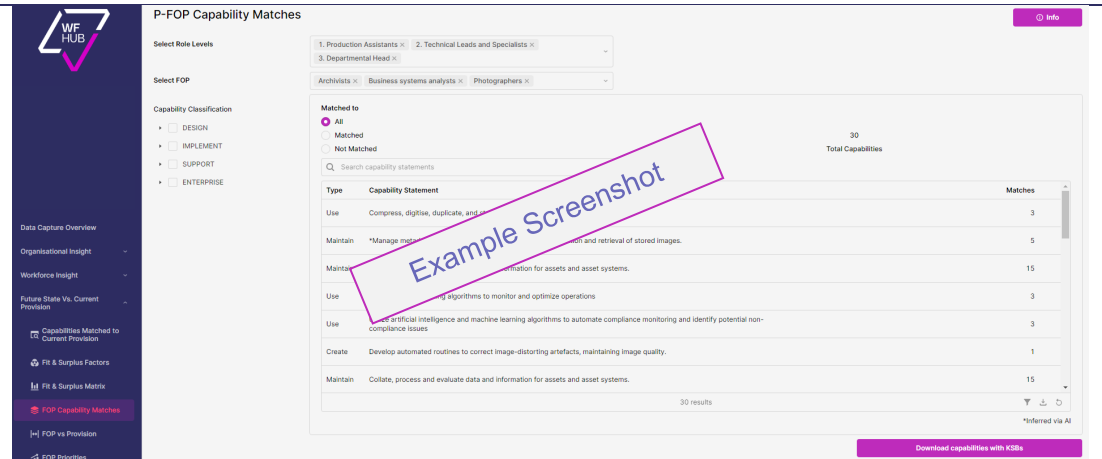 WF
HUB
Data Capture Overview
Organisational Insight
Workforce Insight
Future State Vs. Current
Provision
Capabilities Matched to
Current Provision
Fit & Surplus Factors
Fit & Surplus Matrix
FOP Capability Matches
FOP vs Provision
FOP Priorities
P-FOP Capability Matches
Info
Select Role Levels
1. Production Assistants × 2. Technical Leads and Specialists ×
3. Departmental Head ×
Select FOP
Archivists × Business systems analysts × Photographers ×
Capability Classification
DESIGN
IMPLEMENT
SUPPORT
ENTERPRISE
Matched to
All
Matched
Not Matched
30
Total Capabilities
Search capability statements
Type Capability Statement Matches
Use Compress, digitise, duplicate, and 3
Maintain *Manage and retrieval of stored images. 5
Maintain for assets and asset systems. 15
Use algorithms to monitor and optimize operations 3
Use artificial intelligence and machine learning algorithms to automate compliance monitoring and identify potential non-
compliance issues 3
Create Develop automated routines to correct image-distorting artefacts, maintaining image quality. 1
Maintain Collate, process and evaluate data and information for assets and asset systems. 15
30 results
*Inferred via AI
Download capabilities with KSBs
Example Screenshot